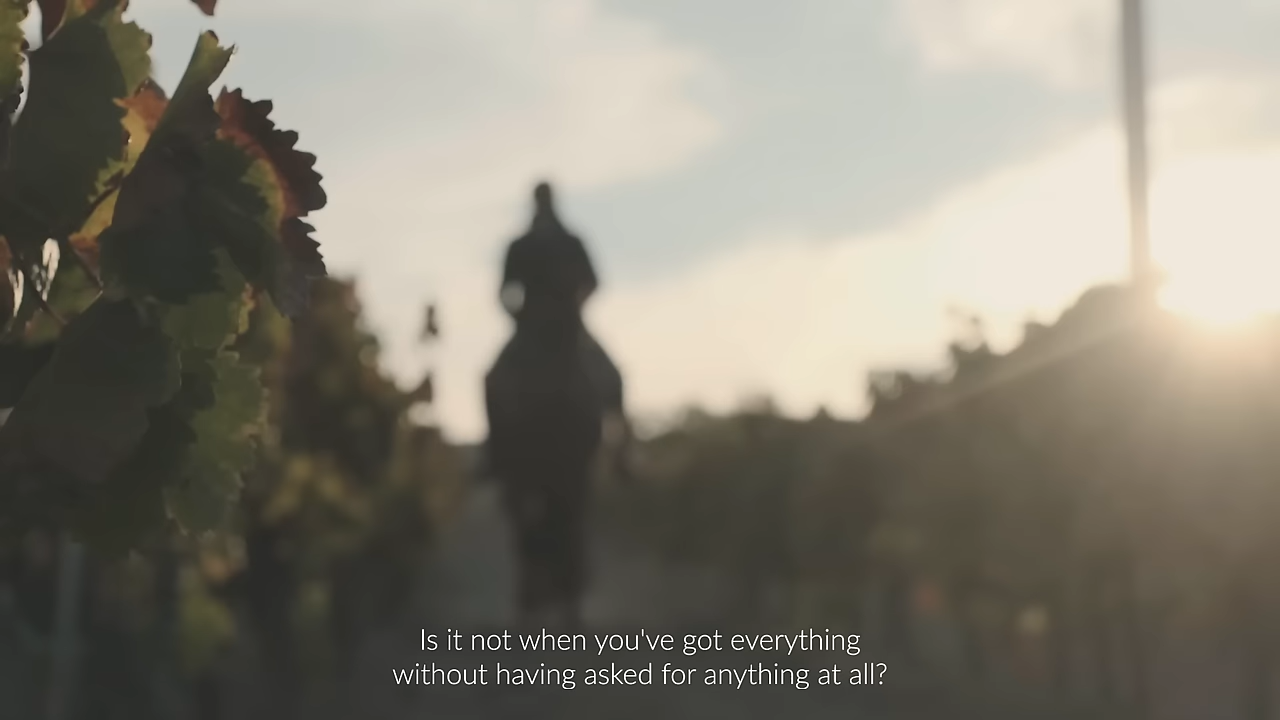 Is it not when you've got everything
without having asked for anything at all?